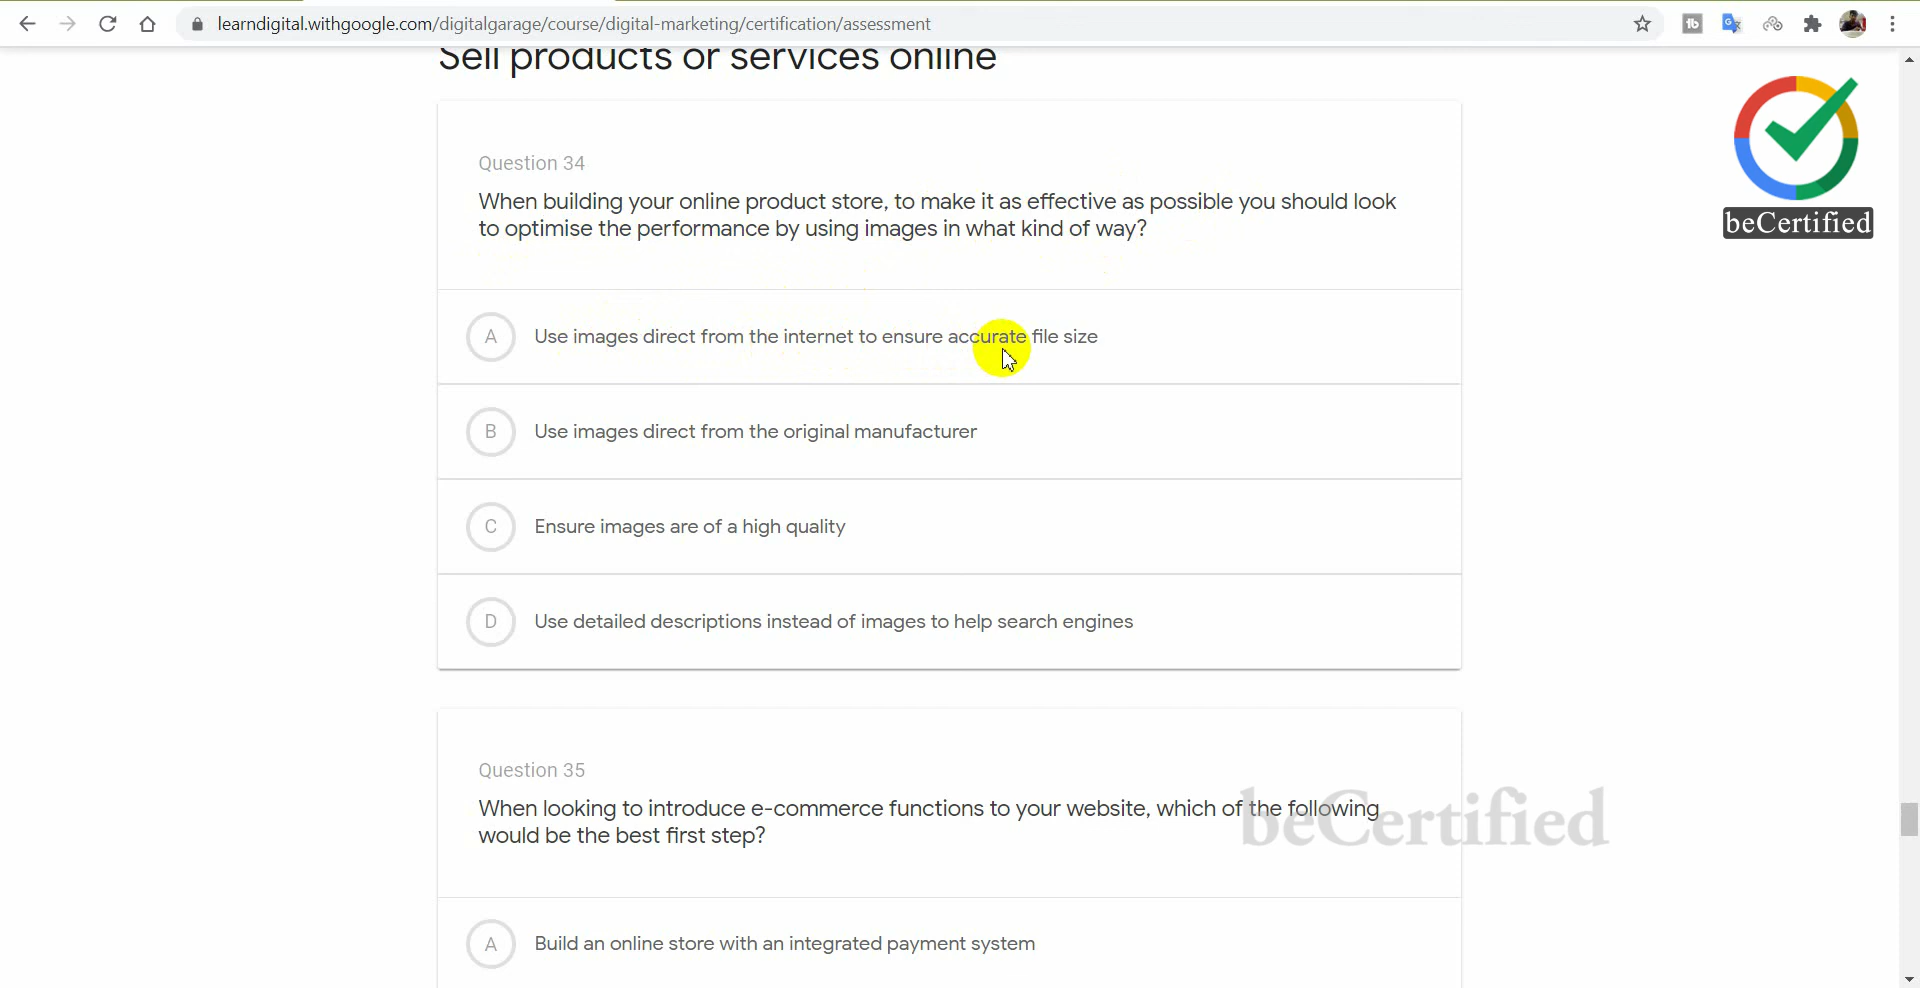 learndigital.withgoogle.com/digitalgarage/course/digital-marketing/certification/assessment
Sell products or services online
beCertified
Question 34
When building your online product store, to make it as effective as possible you should look
to optimise the performance by using images in what kind of way?
A Use images direct from the internet to ensure accurate file size
B Use images direct from the original manufacturer
C Ensure images are of a high quality
D Use detailed descriptions instead of images to help search engines
Question 35
When looking to introduce e-commerce functions to your website, which of the following
would be the best first step?
beCertified
A Build an online store with an integrated payment system